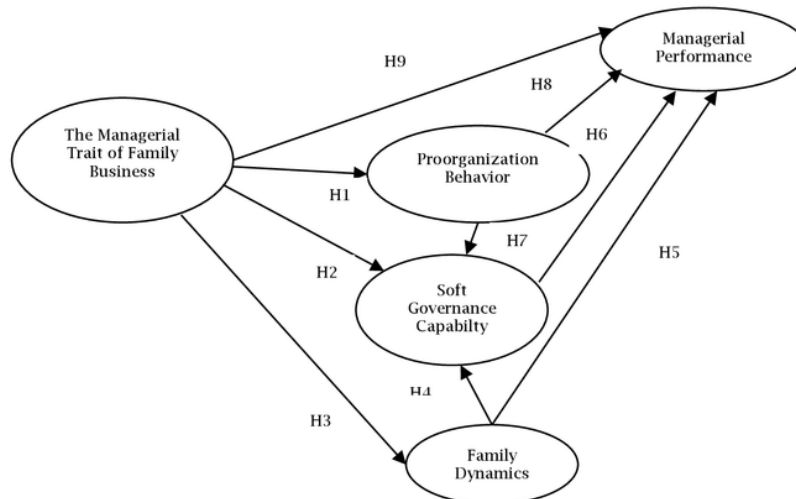 Managerial
Performance
H9
H8
The Managerial
Trait of Family
Business
H6
Proorganization
Behavior
H1
H7
H5
H2
Soft
Governance
Capabilty
H4
H3
Family
Dynamics